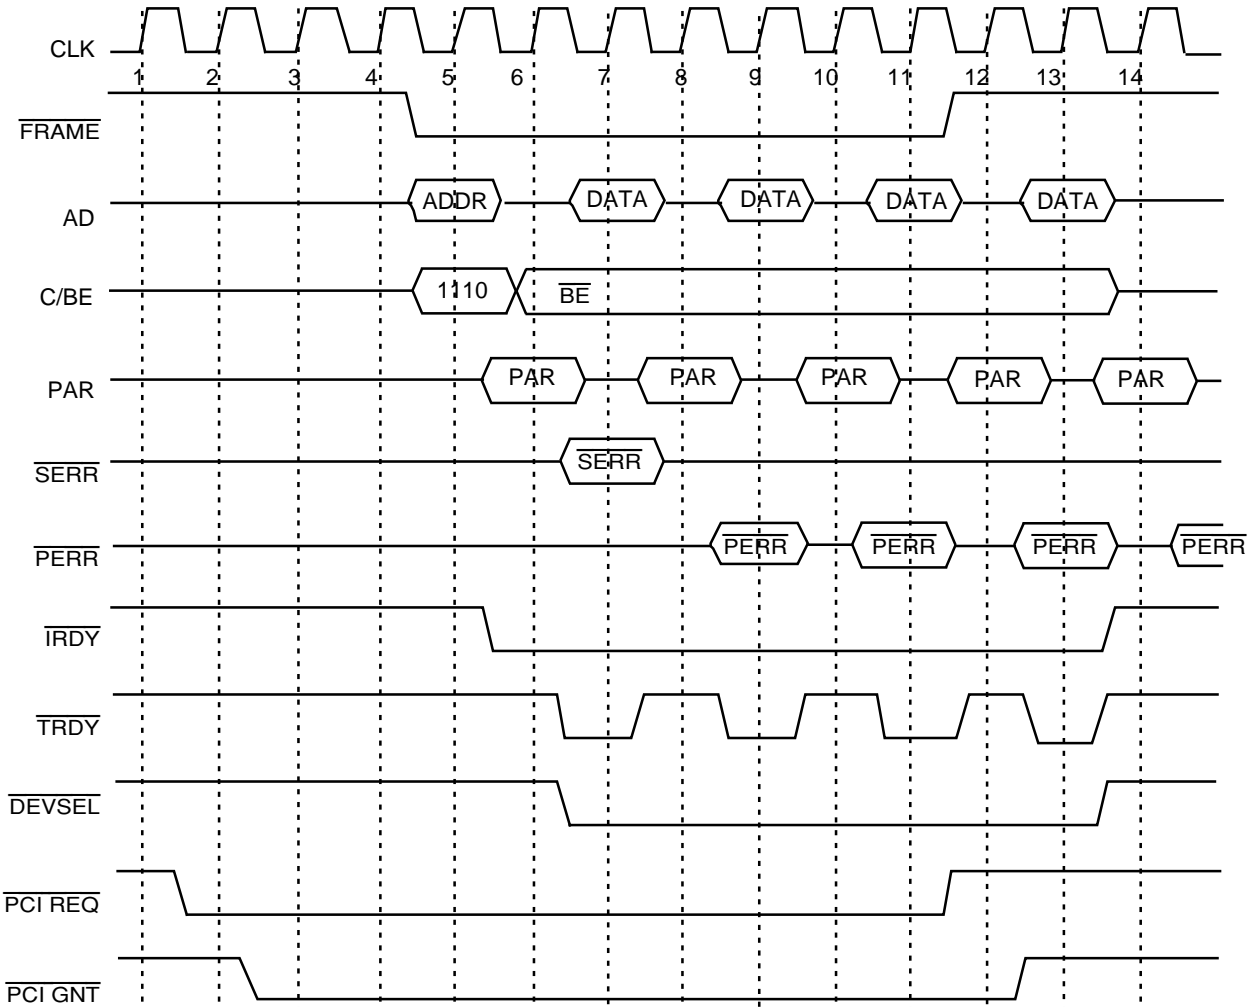 CLK
1 2 3 4 5 6 7 8 9 10 11 12 13 14
FRAME
AD ADDR DATA DATA DATA DATA
C/BE 1110 BE
PAR PAR PAR PAR PAR PAR
SERR SERR
PERR PERR PERR PERR PERR
IRDY
TRDY
DEVSEL
PCI REQ
PCI GNT